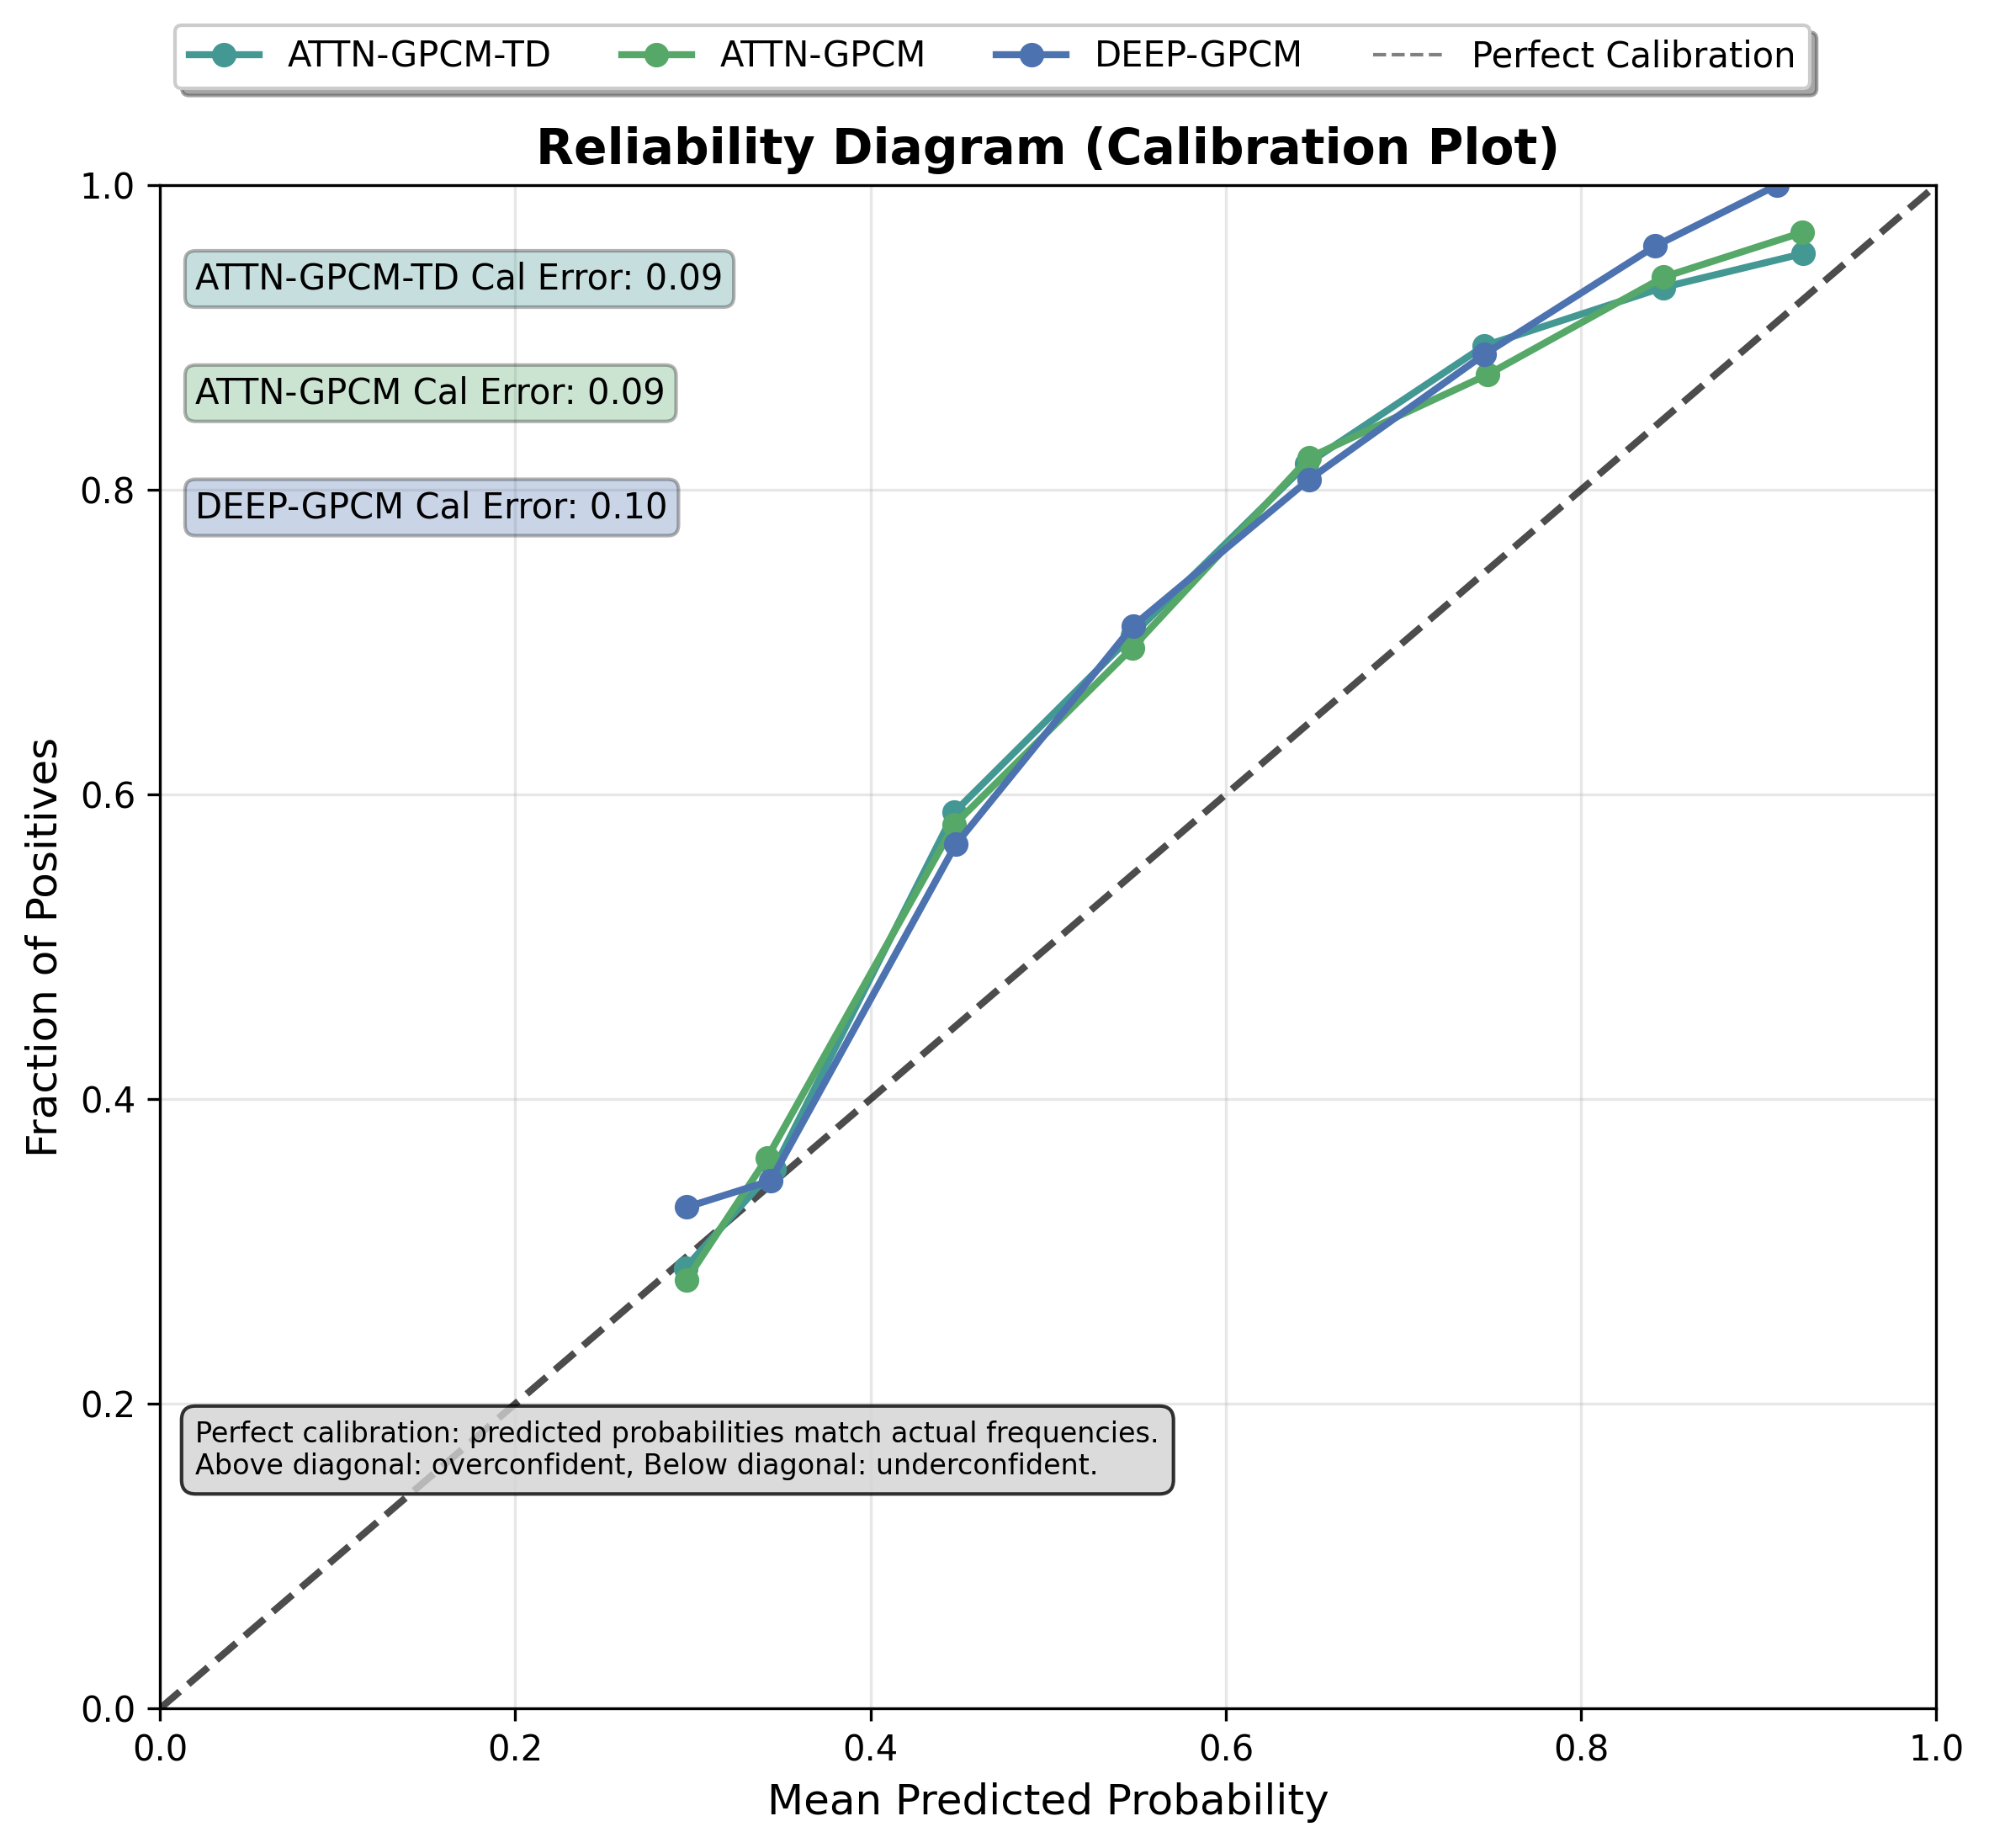 ATTN-GPCM-TD ATTN-GPCM DEEP-GPCM Perfect Calibration
Reliability Diagram (Calibration Plot)
1.0
0.8
0.6
0.4
0.2
0.0
Fraction of Positives
ATTN-GPCM-TD Cal Error: 0.09
ATTN-GPCM Cal Error: 0.09
DEEP-GPCM Cal Error: 0.10
Perfect calibration: predicted probabilities match actual frequencies.
Above diagonal: overconfident, Below diagonal: underconfident.
0.0 0.2 0.4 0.6 0.8 1.0
Mean Predicted Probability